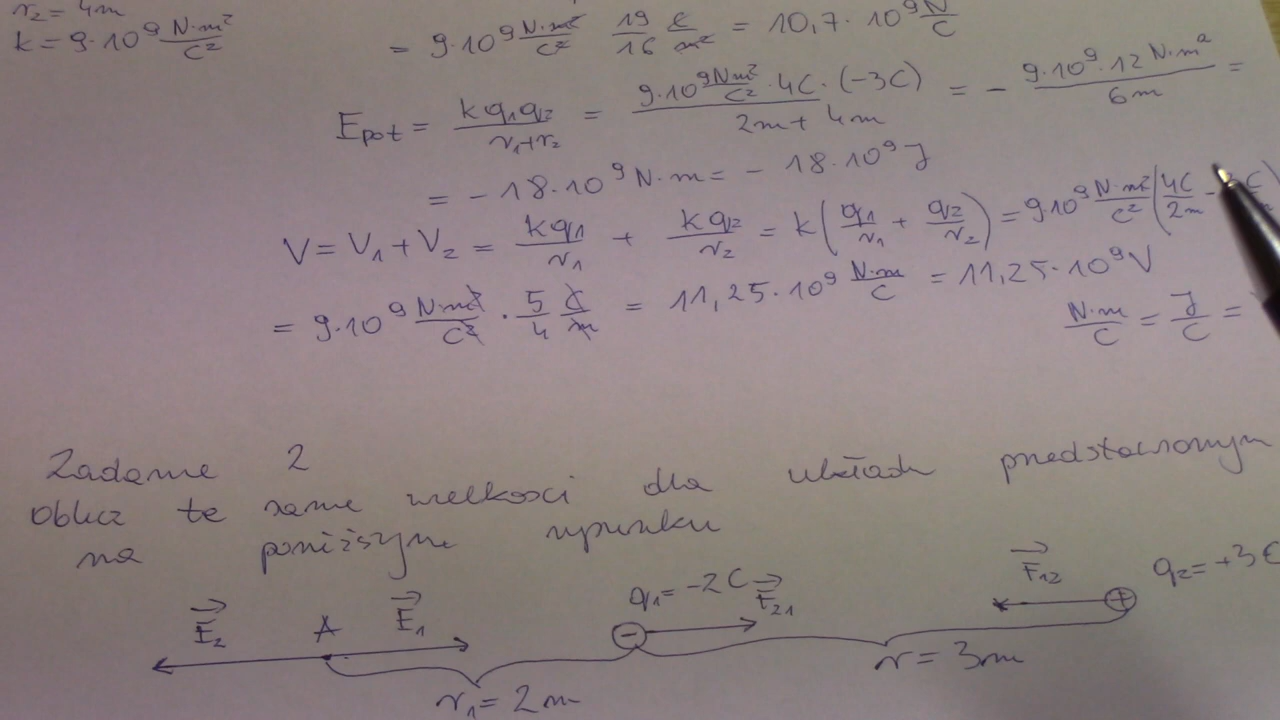 r₂ = 4m
k = 9·10⁹ N·m²/C²
= 9·10⁹ N·m²/C² 19/16 C/m² = 10,7·10⁹ N/C
Epot = kq₁q₂/(r₁+r₂) = 9·10⁹ Nm²/C² · 4C·(-3C)/(2m + 4m) = - 9·10⁹·12 N·m²/6m =
= -18·10⁹ N·m = -18·10⁹ J
V = V₁ + V₂ = kq₁/r₁ + kq₂/r₂ = k(q₁/r₁ + q₂/r₂) = 9·10⁹ N·m²/C² (4C/2m -
= 9·10⁹ N·m²/C² · 5/4 C/m = 11,25·10⁹ N·m/C = 11,25·10⁹ V
N·m/C = J/C =
Zadanie 2
Oblicz te same wielkości dla układu przedstawionym
na poniższym rysunku
E₂ A E₁ q₁ = -2C F₂₁ F₁₂ q₂ = +3C
- +
r₁ = 2m r = 3m